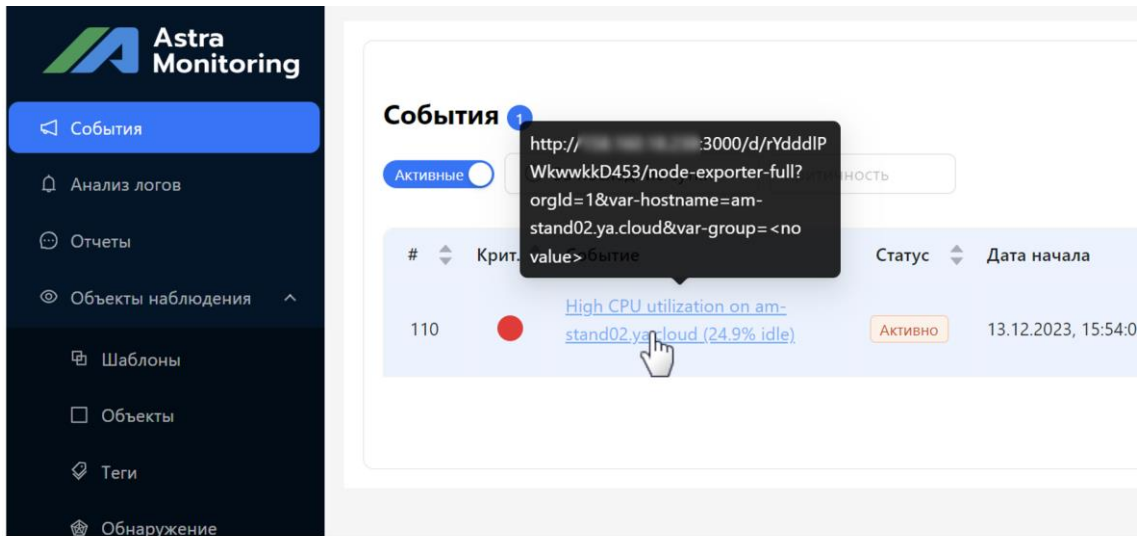 Astra
Monitoring
События
Анализ логов
Отчеты
Объекты наблюдения
Шаблоны
Объекты
Теги
Обнаружение
События 1
Активные
http:// :3000/d/rYdddlP
WkwwkkD453/node-exporter-full?
orgId=1&var-hostname=am-
stand02.ya.cloud&var-group=<no
value>
# Крит. Событие Статус Дата начала
110 High CPU utilization on am-
stand02.ya.cloud (24.9% idle) Активно 13.12.2023, 15:54:0